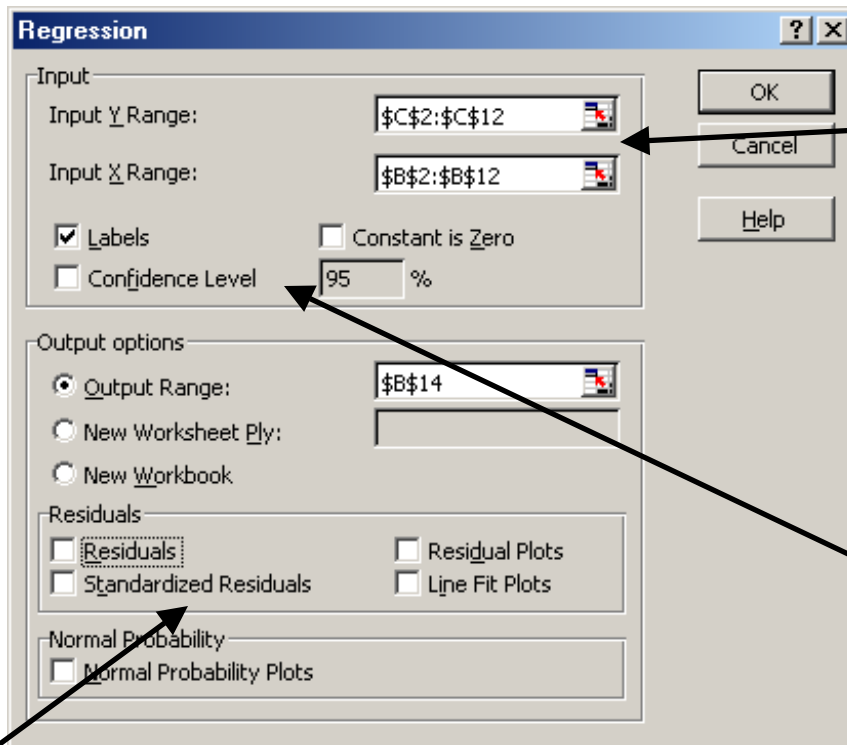 Regression
Input
Input Y Range: $C$2:$C$12
Input X Range: $B$2:$B$12
Labels Constant is Zero
Confidence Level 95 %
OK
Cancel
Help
Output options
Output Range: $B$14
New Worksheet Ply:
New Workbook
Residuals
Residuals Residual Plots
Standardized Residuals Line Fit Plots
Normal Probability
Normal Probability Plots